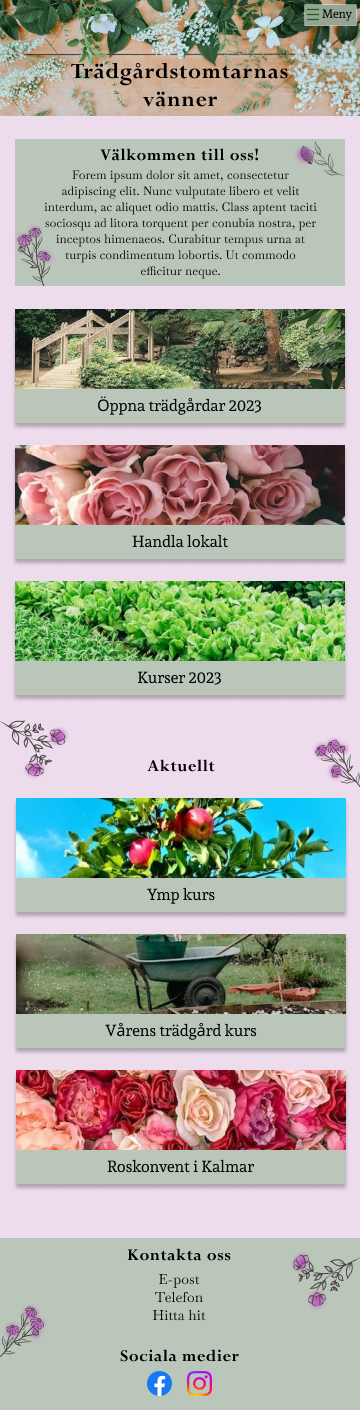 Meny
Trädgårdstomtarnas
vänner
Välkommen till oss!
Forem ipsum dolor sit amet, consectetur
adipiscing elit. Nunc vulputate libero et velit
interdum, ac aliquet odio mattis. Class aptent taciti
sociosqu ad litora torquent per conubia nostra, per
inceptos himenaeos. Curabitur tempus urna at
turpis condimentum lobortis. Ut commodo
efficitur neque.
Öppna trädgårdar 2023
Handla lokalt
Kurser 2023
Aktuellt
Ymp kurs
Vårens trädgård kurs
Roskonvent i Kalmar
Kontakta oss
E-post
Telefon
Hitta hit
Sociala medier